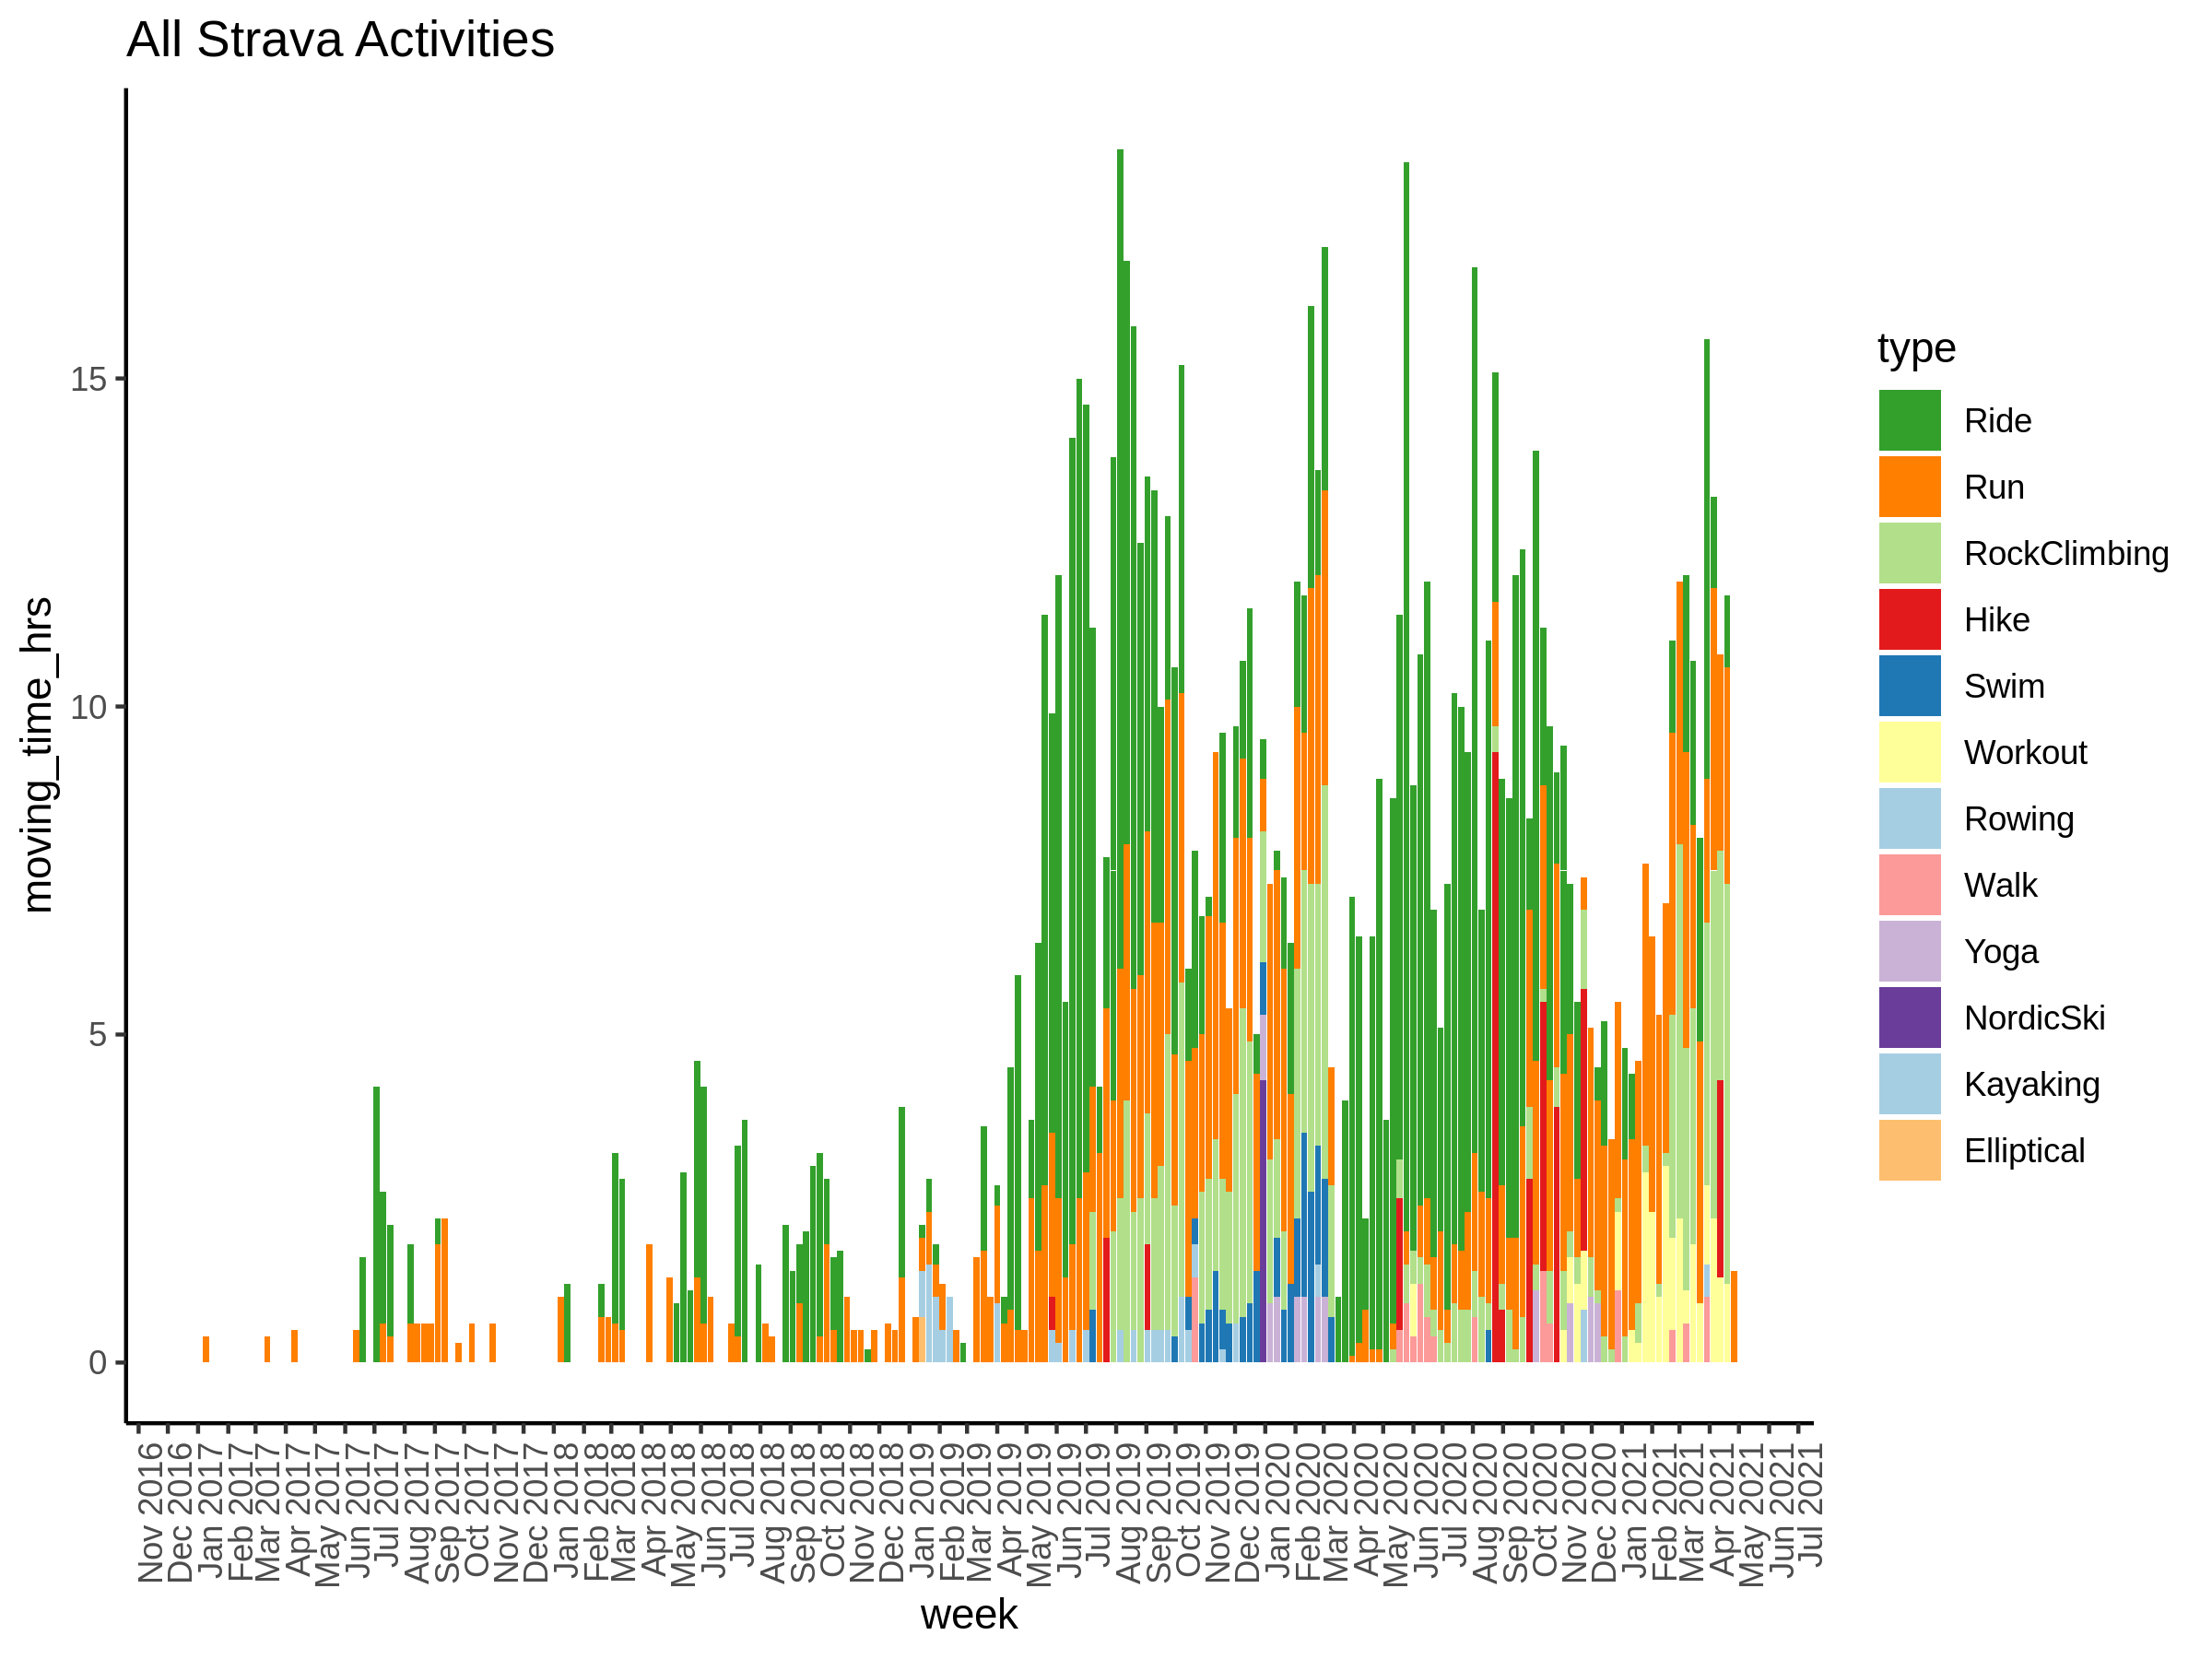 All Strava Activities
moving_time_hrs
15
10
5
0
Nov 2016
Dec 2016
Jan 2017
Feb 2017
Mar 2017
Apr 2017
May 2017
Jun 2017
Jul 2017
Aug 2017
Sep 2017
Oct 2017
Nov 2017
Dec 2017
Jan 2018
Feb 2018
Mar 2018
Apr 2018
May 2018
Jun 2018
Jul 2018
Aug 2018
Sep 2018
Oct 2018
Nov 2018
Dec 2018
Jan 2019
Feb 2019
Mar 2019
Apr 2019
May 2019
Jun 2019
Jul 2019
Aug 2019
Sep 2019
Oct 2019
Nov 2019
Dec 2019
Jan 2020
Feb 2020
Mar 2020
Apr 2020
May 2020
Jun 2020
Jul 2020
Aug 2020
Sep 2020
Oct 2020
Nov 2020
Dec 2020
Jan 2021
Feb 2021
Mar 2021
Apr 2021
May 2021
Jun 2021
Jul 2021
week
type
Ride
Run
RockClimbing
Hike
Swim
Workout
Rowing
Walk
Yoga
NordicSki
Kayaking
Elliptical